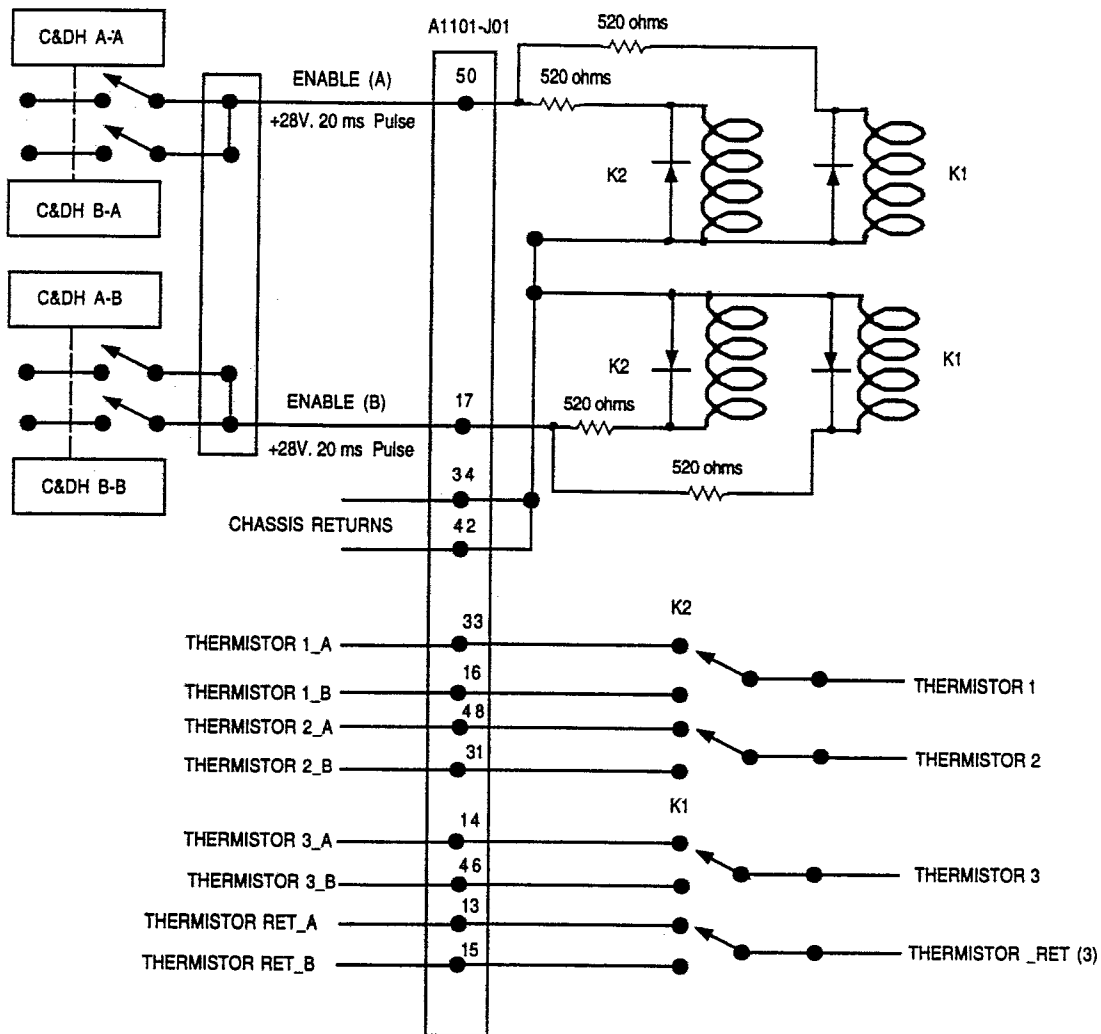 C&DH A-A
A1101-J01
520 ohms
50
520 ohms
ENABLE (A)
+28V. 20 ms Pulse
K2
K1
C&DH B-A
C&DH A-B
K2
K1
ENABLE (B)
17
520 ohms
+28V. 20 ms Pulse
520 ohms
C&DH B-B
34
CHASSIS RETURNS
42
K2
33
THERMISTOR 1_A
16
THERMISTOR 1
THERMISTOR 1_B
48
THERMISTOR 2_A
31
THERMISTOR 2
THERMISTOR 2_B
K1
14
THERMISTOR 3_A
46
THERMISTOR 3
THERMISTOR 3_B
13
THERMISTOR RET_A
15
THERMISTOR _RET (3)
THERMISTOR RET_B